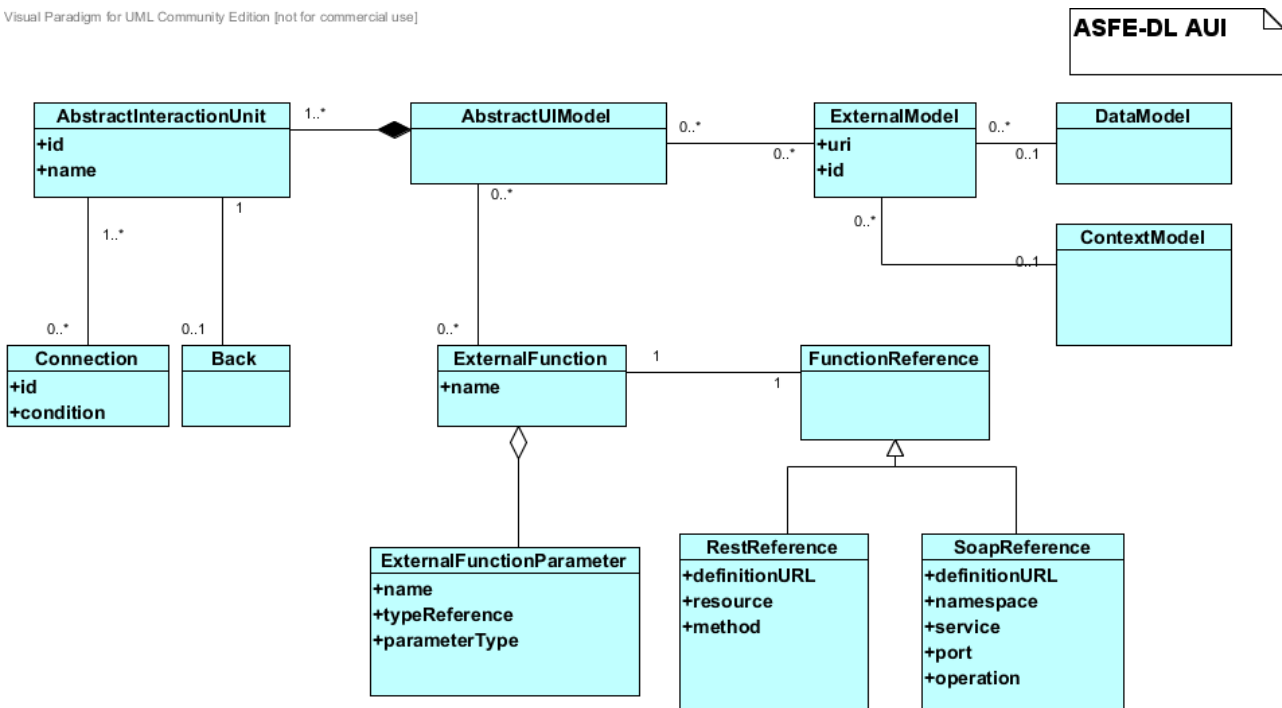 Visual Paradigm for UML Community Edition [not for commercial use]
ASFE-DL AUI
AbstractInteractionUnit
+id
+name
1..*
AbstractUIModel
0..*
0..*
ExternalModel
+uri
+id
0..*
0..1
DataModel
1..*
1
0..*
0..*
0..1
ContextModel
0..*
0..1
0..*
Connection
+id
+condition
Back
ExternalFunction
+name
1
1
FunctionReference
ExternalFunctionParameter
+name
+typeReference
+parameterType
RestReference
+definitionURL
+resource
+method
SoapReference
+definitionURL
+namespace
+service
+port
+operation